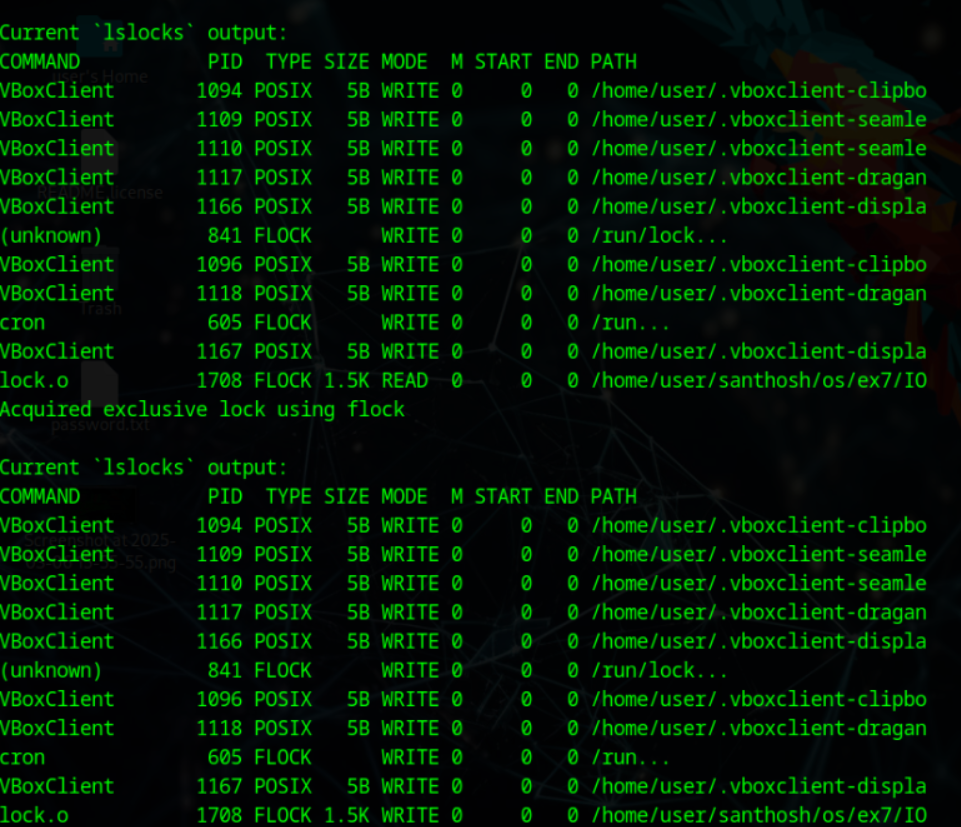 Current `lslocks` output:
COMMAND PID TYPE SIZE MODE M START END PATH
VBoxClient 1094 POSIX 5B WRITE 0 0 0 /home/user/.vboxclient-clipbo
VBoxClient 1109 POSIX 5B WRITE 0 0 0 /home/user/.vboxclient-seamle
VBoxClient 1110 POSIX 5B WRITE 0 0 0 /home/user/.vboxclient-seamle
VBoxClient 1117 POSIX 5B WRITE 0 0 0 /home/user/.vboxclient-dragan
VBoxClient 1166 POSIX 5B WRITE 0 0 0 /home/user/.vboxclient-displa
(unknown) 841 FLOCK WRITE 0 0 0 /run/lock...
VBoxClient 1096 POSIX 5B WRITE 0 0 0 /home/user/.vboxclient-clipbo
VBoxClient 1118 POSIX 5B WRITE 0 0 0 /home/user/.vboxclient-dragan
cron 605 FLOCK WRITE 0 0 0 /run...
VBoxClient 1167 POSIX 5B WRITE 0 0 0 /home/user/.vboxclient-displa
lock.o 1708 FLOCK 1.5K READ 0 0 0 /home/user/santhosh/os/ex7/IO
Acquired exclusive lock using flock
Current `lslocks` output:
COMMAND PID TYPE SIZE MODE M START END PATH
VBoxClient 1094 POSIX 5B WRITE 0 0 0 /home/user/.vboxclient-clipbo
VBoxClient 1109 POSIX 5B WRITE 0 0 0 /home/user/.vboxclient-seamle
VBoxClient 1110 POSIX 5B WRITE 0 0 0 /home/user/.vboxclient-seamle
VBoxClient 1117 POSIX 5B WRITE 0 0 0 /home/user/.vboxclient-dragan
VBoxClient 1166 POSIX 5B WRITE 0 0 0 /home/user/.vboxclient-displa
(unknown) 841 FLOCK WRITE 0 0 0 /run/lock...
VBoxClient 1096 POSIX 5B WRITE 0 0 0 /home/user/.vboxclient-clipbo
VBoxClient 1118 POSIX 5B WRITE 0 0 0 /home/user/.vboxclient-dragan
cron 605 FLOCK WRITE 0 0 0 /run...
VBoxClient 1167 POSIX 5B WRITE 0 0 0 /home/user/.vboxclient-displa
lock.o 1708 FLOCK 1.5K WRITE 0 0 0 /home/user/santhosh/os/ex7/IO
user's Home
README.license
Trash
password.txt
Screenshot at 2025-
55.png